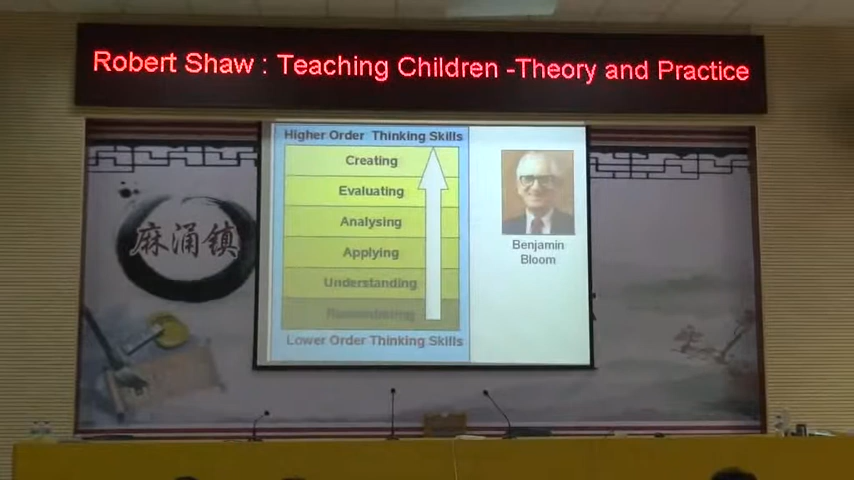 Robert Shaw : Teaching Children -Theory and Practice
Higher Order Thinking Skills
Creating
Evaluating
Analysing
Applying
Understanding
Remembering
Lower Order Thinking Skills
Benjamin
Bloom
麻涌镇